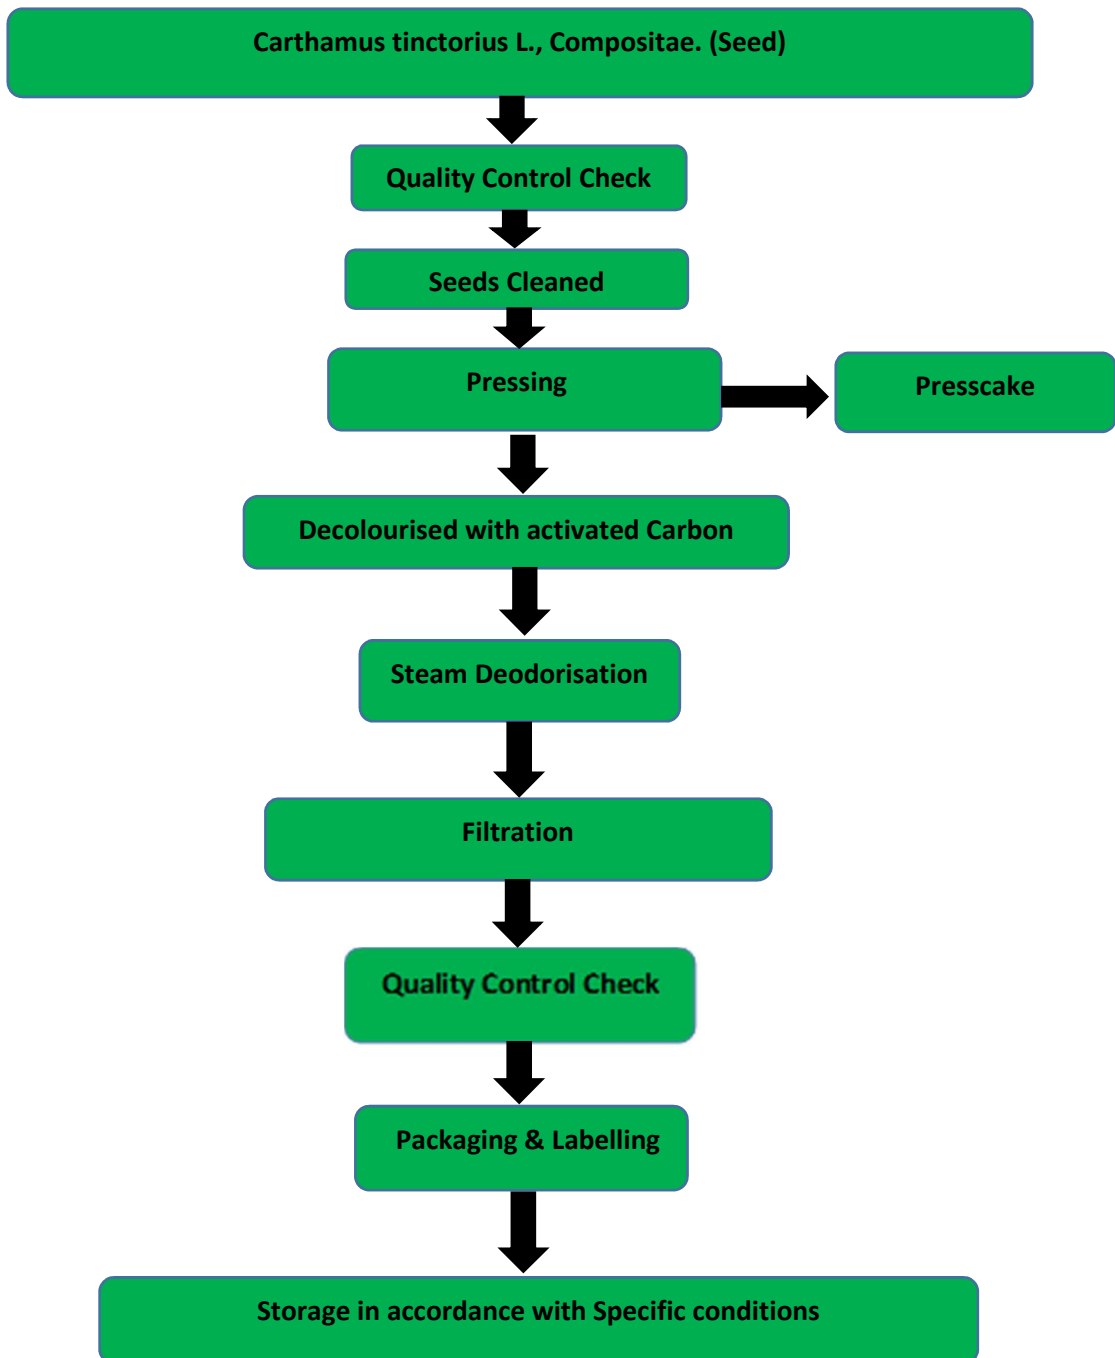 Carthamus tinctorius L., Compositae. (Seed)
Quality Control Check
Seeds Cleaned
Pressing
Presscake
Decolourised with activated Carbon
Steam Deodorisation
Filtration
Quality Control Check
Packaging & Labelling
Storage in accordance with Specific conditions